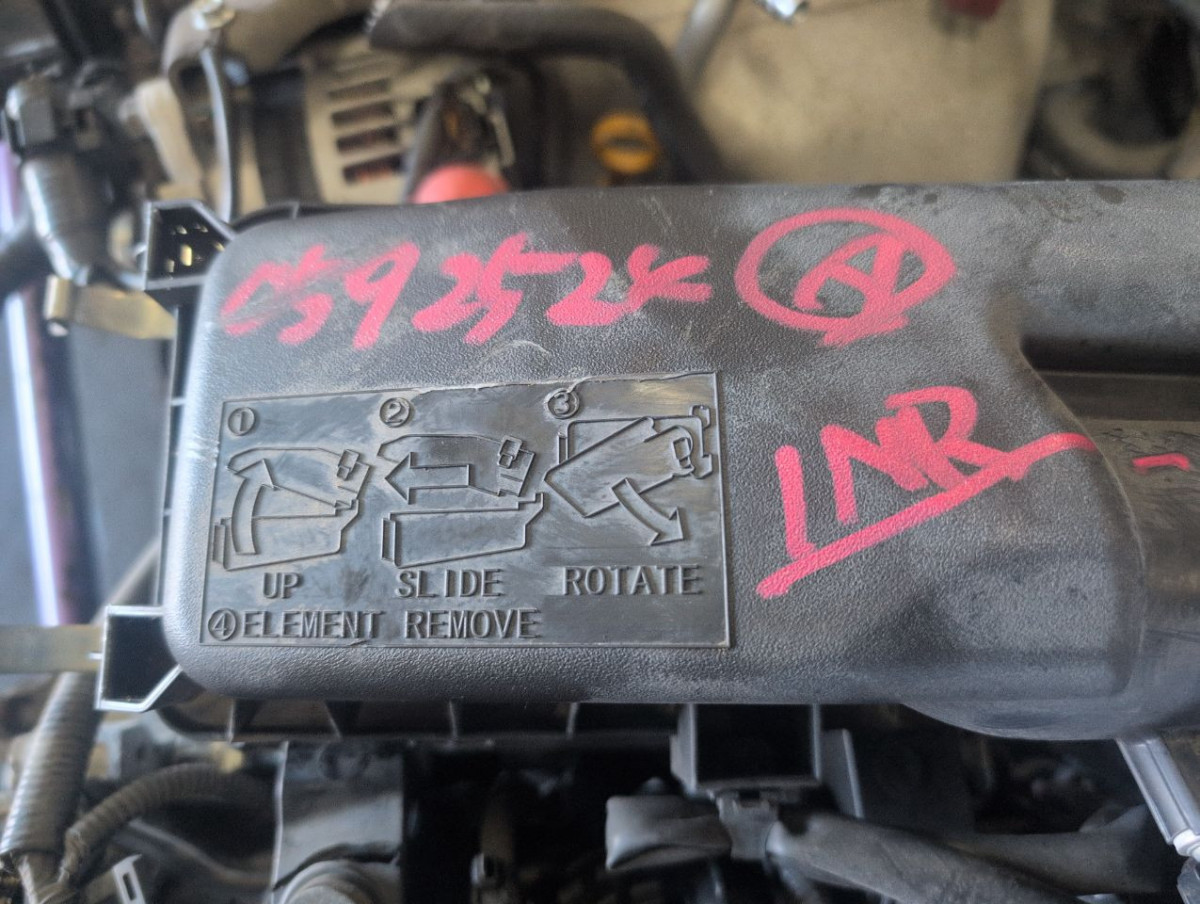 A
1NR
① ② ③
UP SLIDE ROTATE
④ELEMENT REMOVE